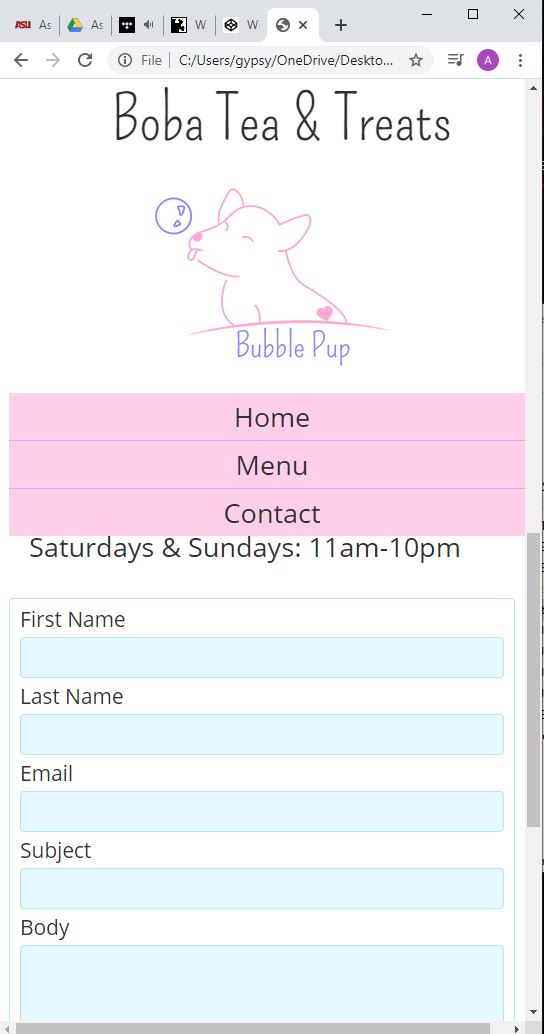 ASU As
As
W
W
File C:/Users/gypsy/OneDrive/Deskto...
A
Boba Tea & Treats
Bubble Pup
Home
Menu
Contact
Saturdays & Sundays: 11am-10pm
First Name
Last Name
Email
Subject
Body